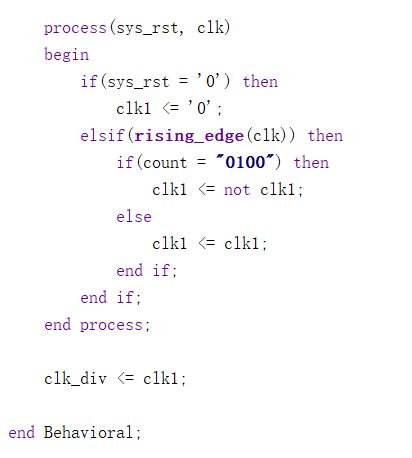 process(sys_rst, clk)
begin
if(sys_rst = '0') then
clk1 <= '0';
elsif(rising_edge(clk)) then
if(count = "0100") then
clk1 <= not clk1;
else
clk1 <= clk1;
end if;
end if;
end process;
clk_div <= clk1;
end Behavioral;